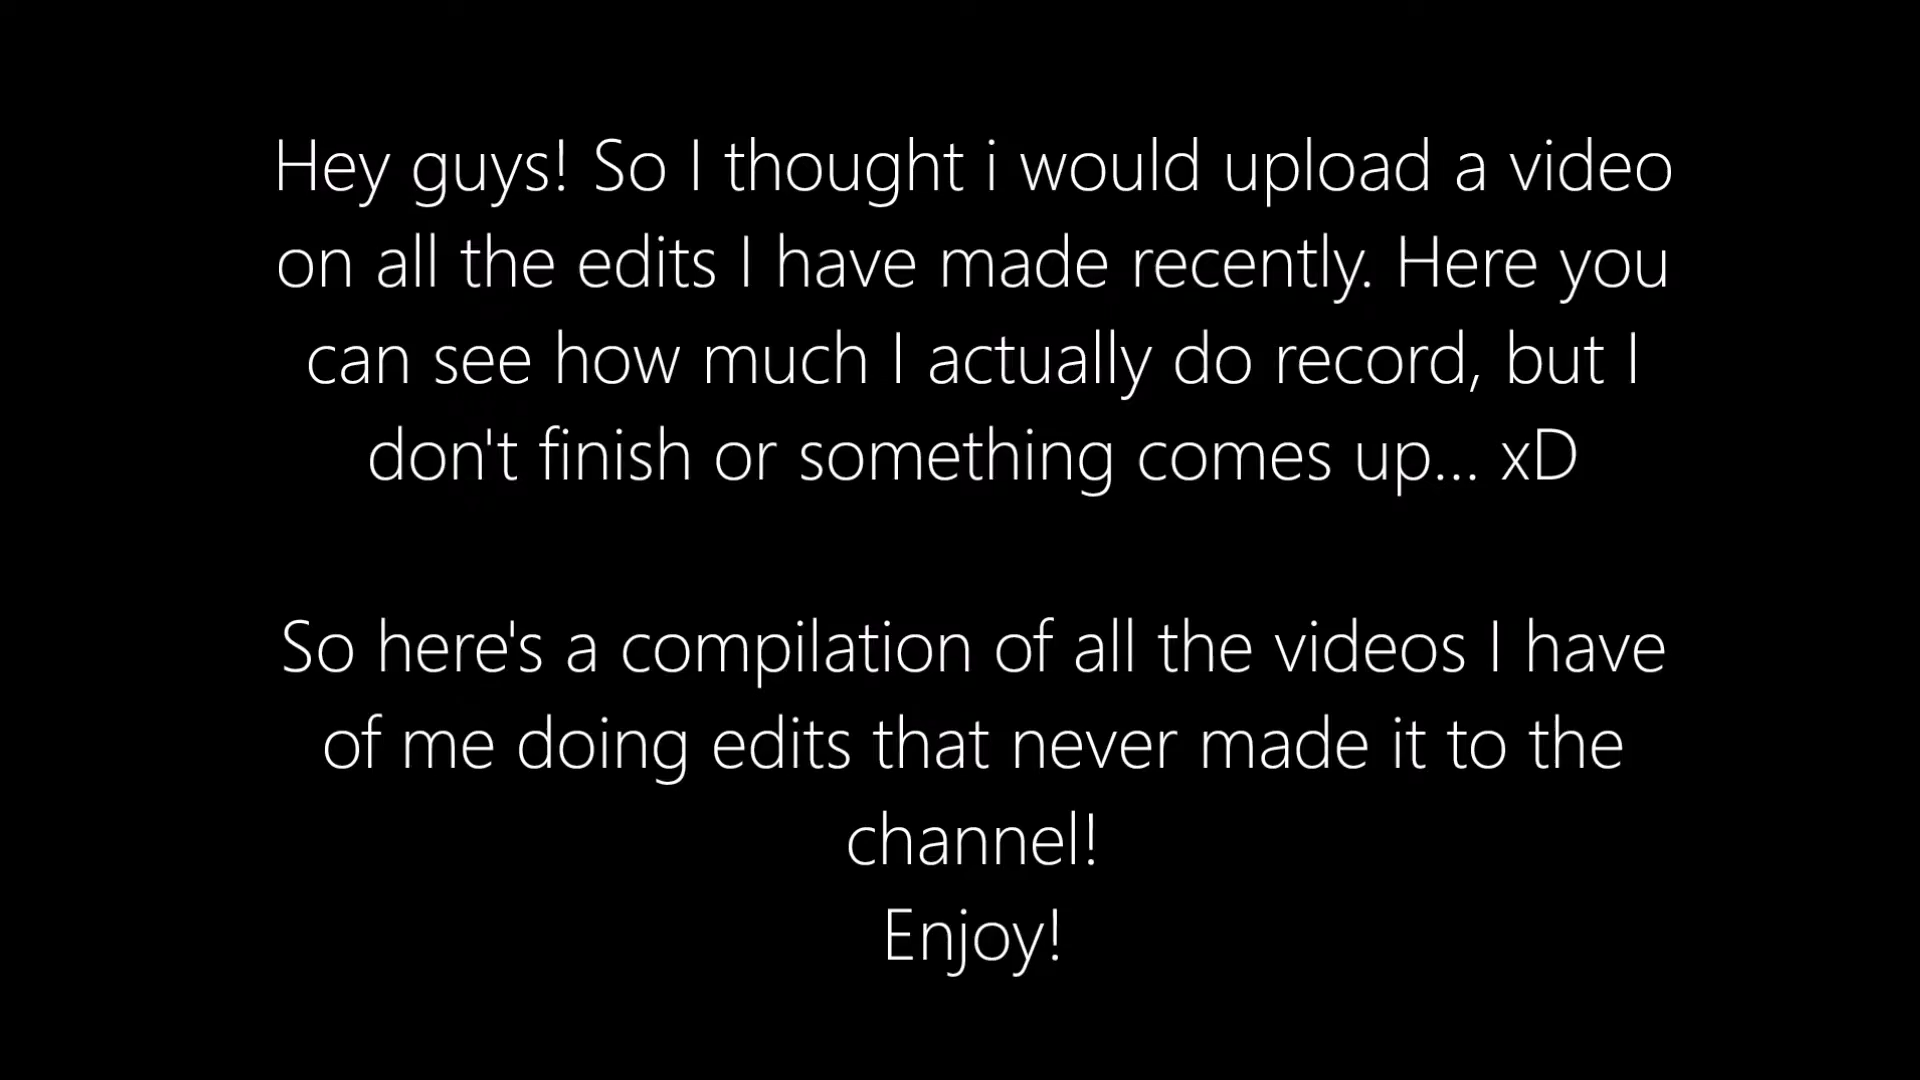 Hey guys! So I thought i would upload a video
on all the edits I have made recently. Here you
can see how much I actually do record, but I
don't finish or something comes up... xD
So here's a compilation of all the videos I have
of me doing edits that never made it to the
channel!
Enjoy!